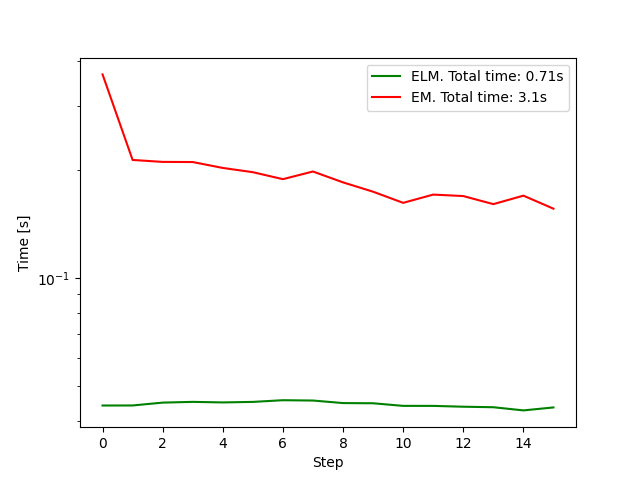 ELM. Total time: 0.71s
EM. Total time: 3.1s
Time [s]
10⁻¹
0 2 4 6 8 10 12 14
Step